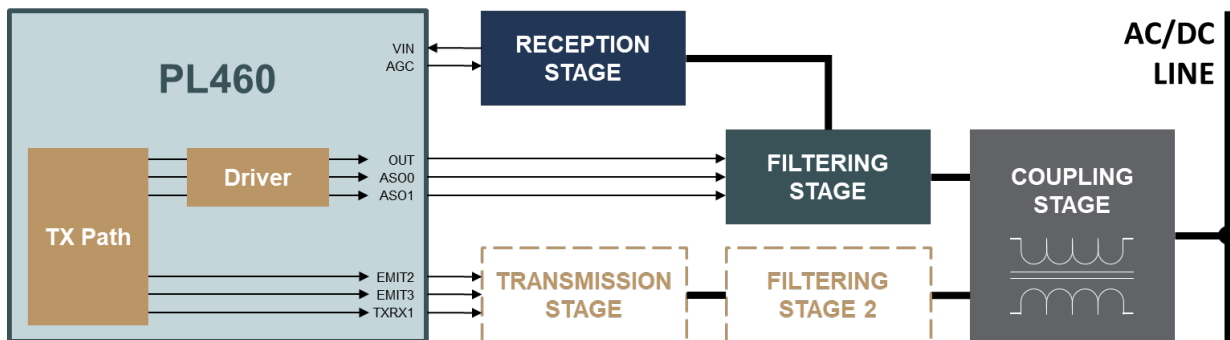 PL460
VIN
AGC
RECEPTION
STAGE
AC/DC
LINE
TX Path
Driver
OUT
ASO0
ASO1
FILTERING
STAGE
COUPLING
STAGE
EMIT2
EMIT3
TXRX1
TRANSMISSION
STAGE
FILTERING
STAGE 2